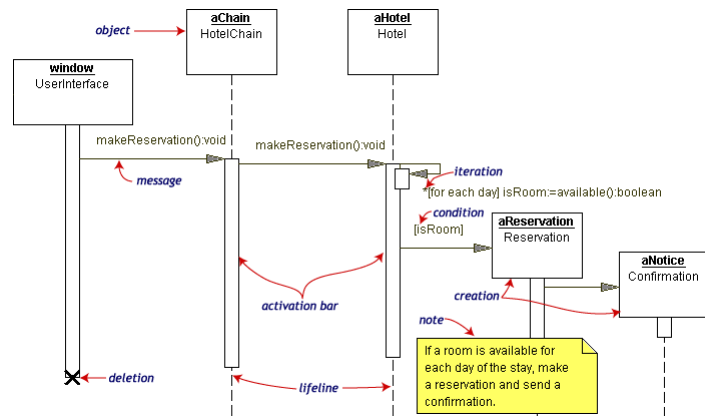 aChain
HotelChain
aHotel
Hotel
object
window
UserInterface
makeReservation():void
makeReservation():void
message
iteration
*[for each day] isRoom:=available():boolean
condition
[isRoom]
aReservation
Reservation
aNotice
Confirmation
activation bar
creation
note
If a room is available for
each day of the stay, make
a reservation and send a
confirmation.
deletion
lifeline